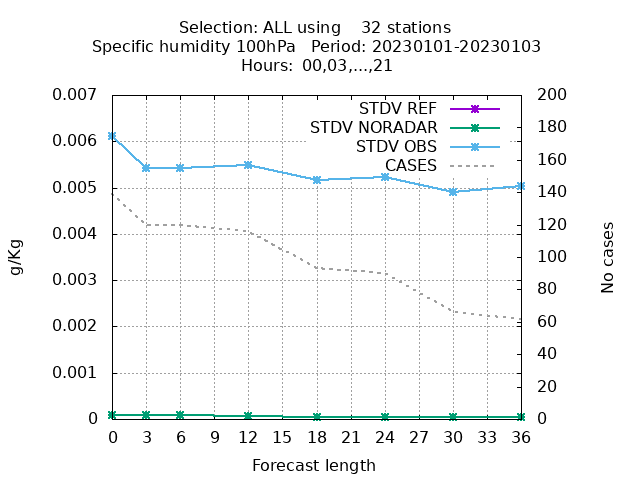 Selection: ALL using    32 stations
Specific humidity 100hPa   Period: 20230101-20230103
Hours: 00,03,...,21
STDV REF
STDV NORADAR
STDV OBS
CASES
0.007
0.006
0.005
0.004
0.003
0.002
0.001
0
200
180
160
140
120
100
80
60
40
20
0
g/Kg
No cases
0 3 6 9 12 15 18 21 24 27 30 33 36
Forecast length